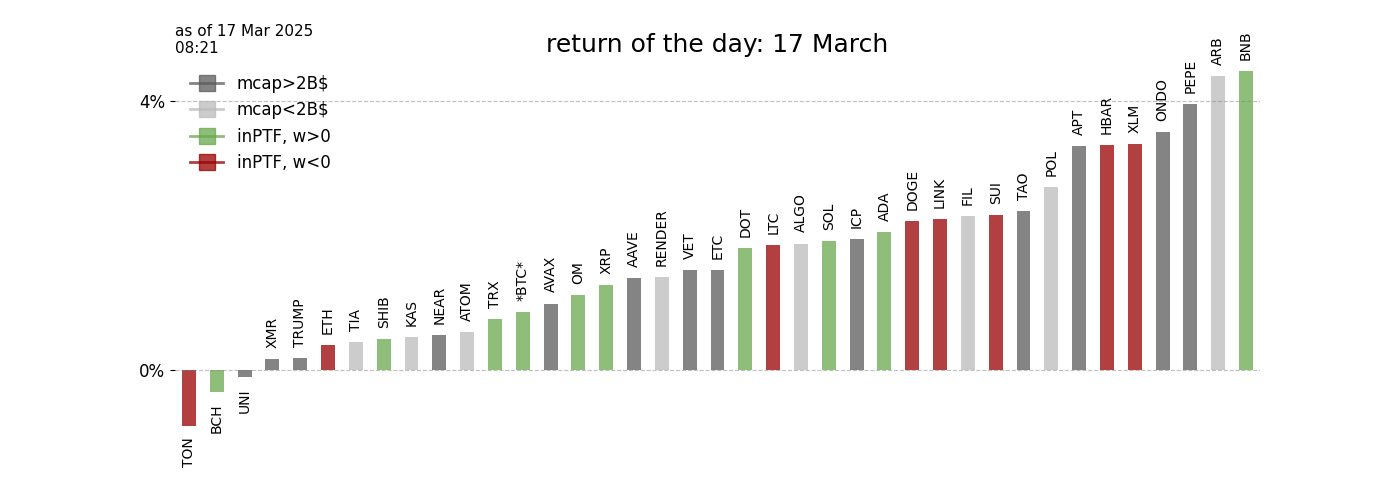 as of 17 Mar 2025
08:21
return of the day: 17 March
mcap>2B$
mcap<2B$
inPTF, w>0
inPTF, w<0
4%
0%
TON
BCH
UNI
XMR
TRUMP
ETH
TIA
SHIB
KAS
NEAR
ATOM
TRX
*BTC*
AVAX
OM
XRP
AAVE
RENDER
VET
ETC
DOT
LTC
ALGO
SOL
ICP
ADA
DOGE
LINK
FIL
SUI
TAO
POL
APT
HBAR
XLM
ONDO
PEPE
ARB
BNB